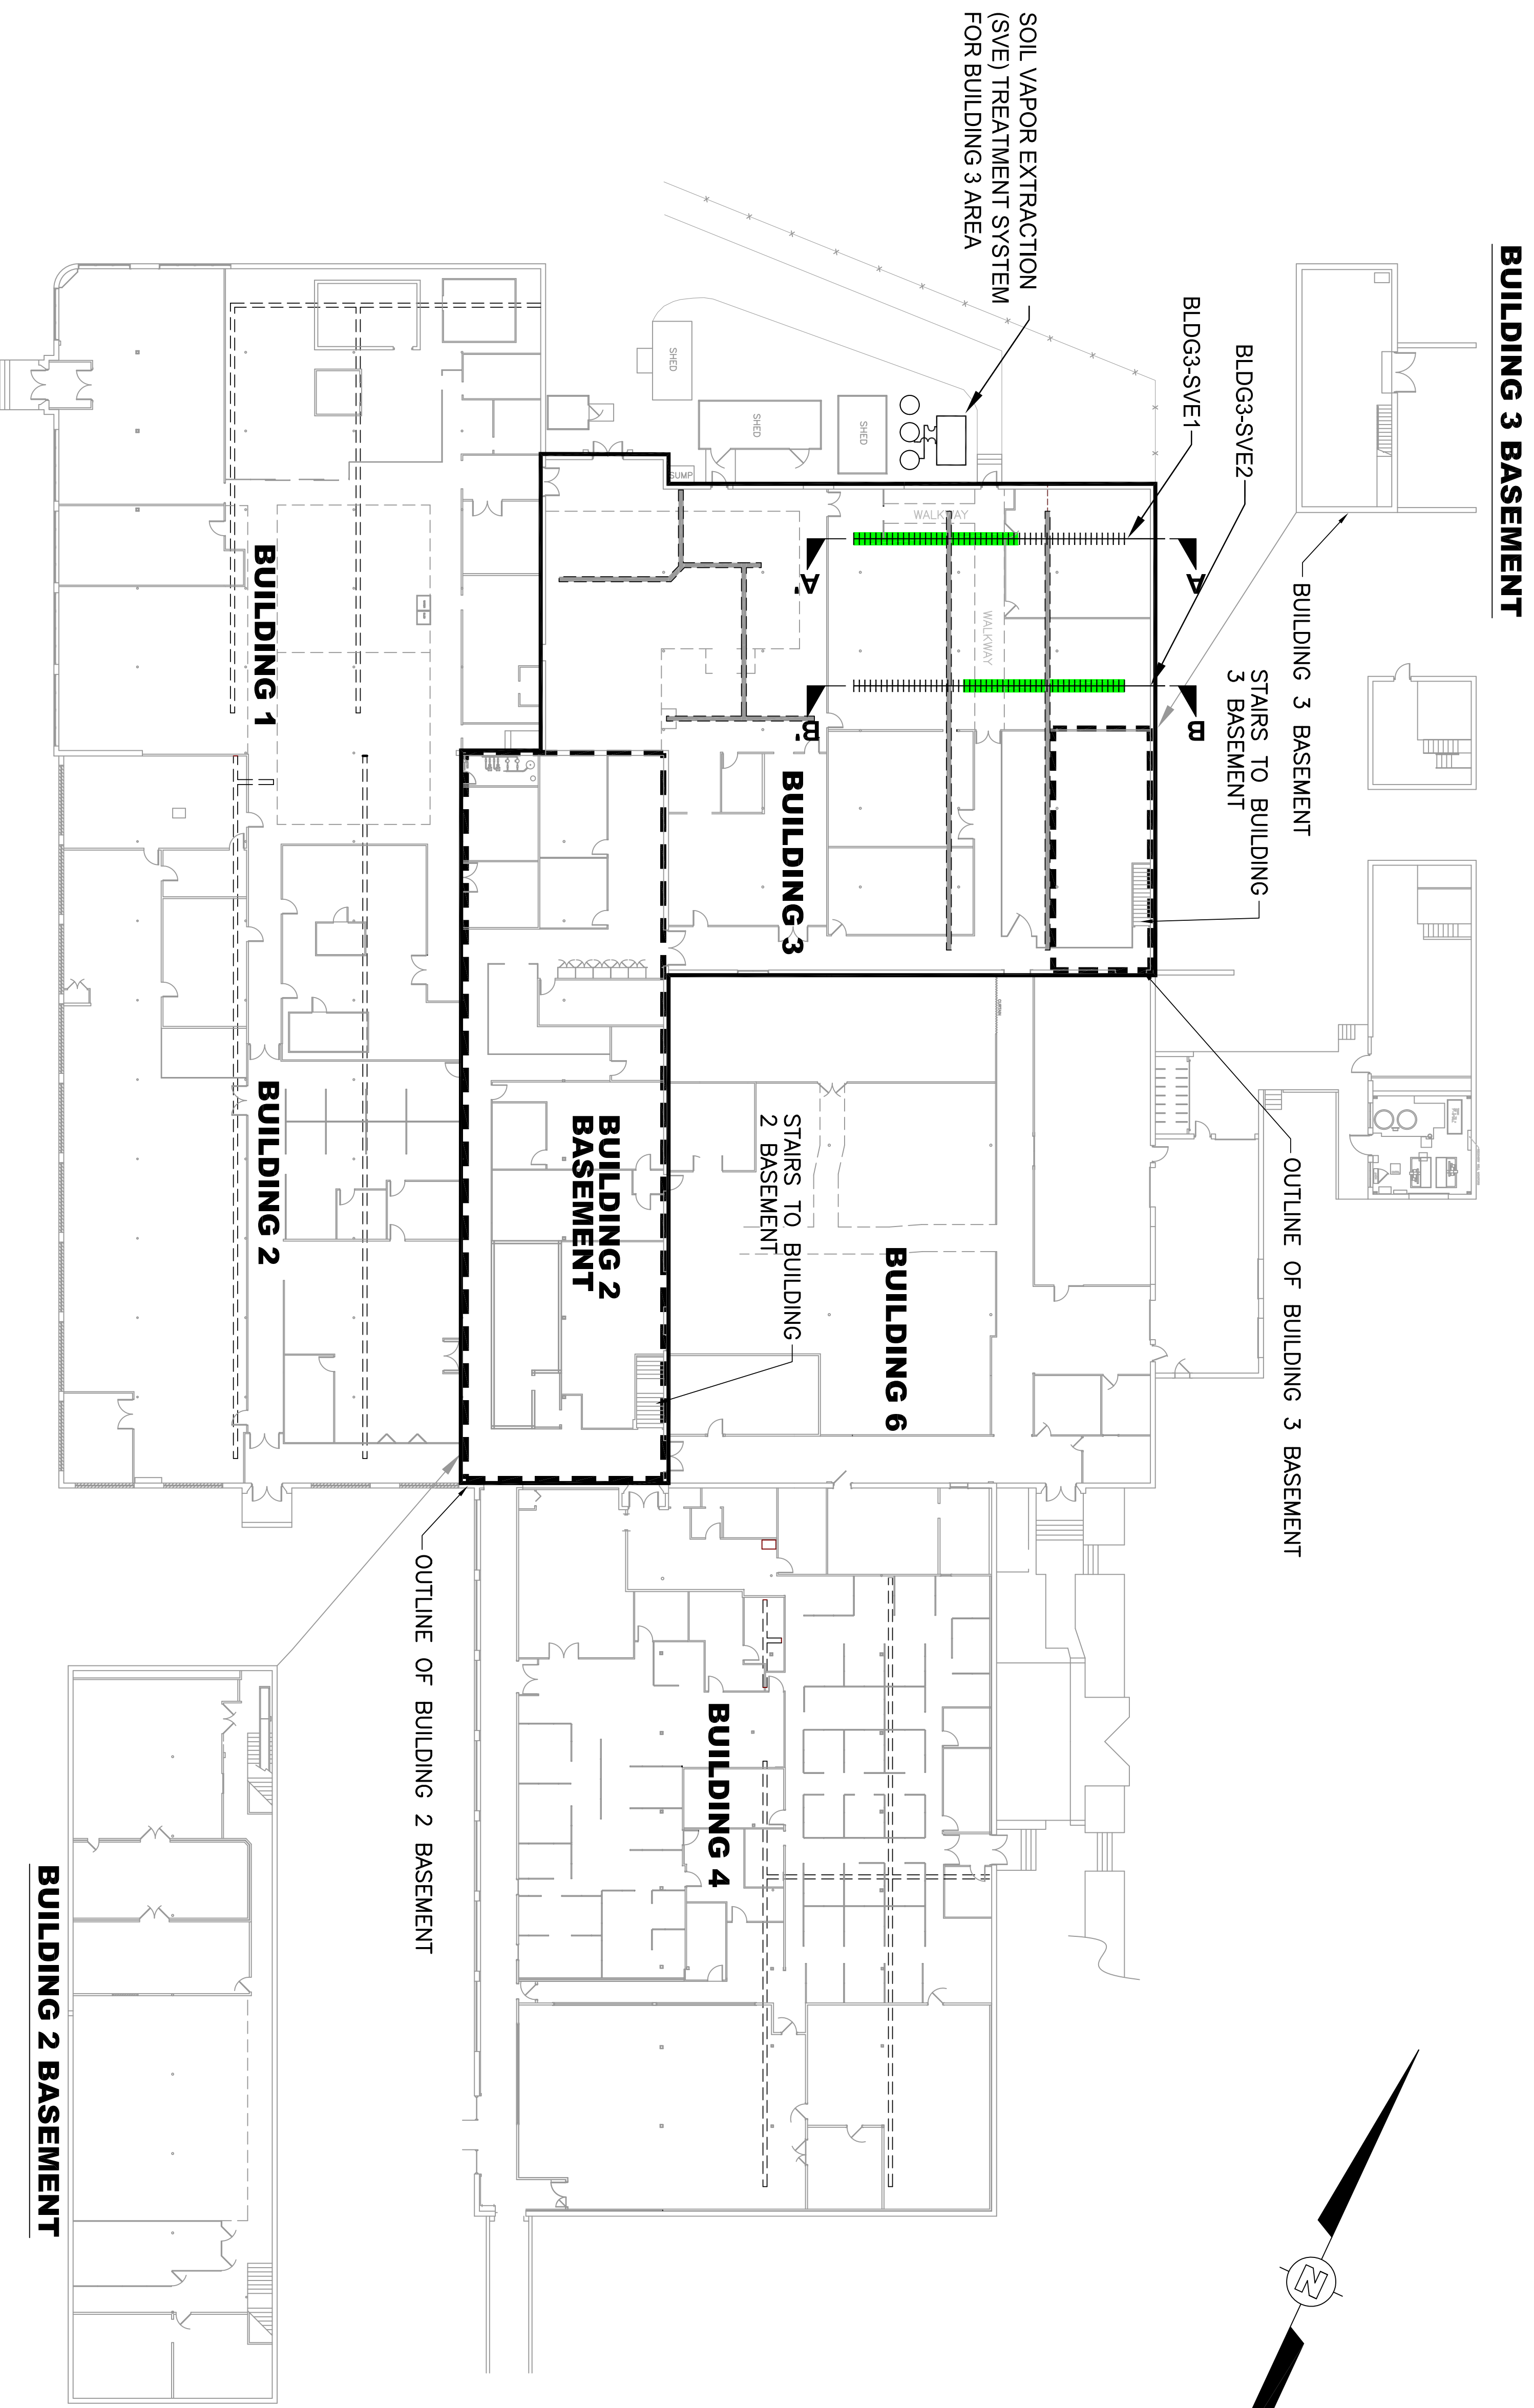 BUILDING 3 BASEMENT
BUILDING 3 BASEMENT
STAIRS TO BUILDING
3 BASEMENT
BLDG3-SVE2
BLDG3-SVE1
SOIL VAPOR EXTRACTION
(SVE) TREATMENT SYSTEM
FOR BUILDING 3 AREA
OUTLINE OF BUILDING 3 BASEMENT
A
B
A'
B'
WALKWAY
WALKWAY
SHED
SHED
SHED
SUMP
BUILDING 3
BUILDING 6
STAIRS TO BUILDING
2 BASEMENT
BUILDING 2
BASEMENT
BUILDING 1
BUILDING 2
BUILDING 4
OUTLINE OF BUILDING 2 BASEMENT
BUILDING 2 BASEMENT
N